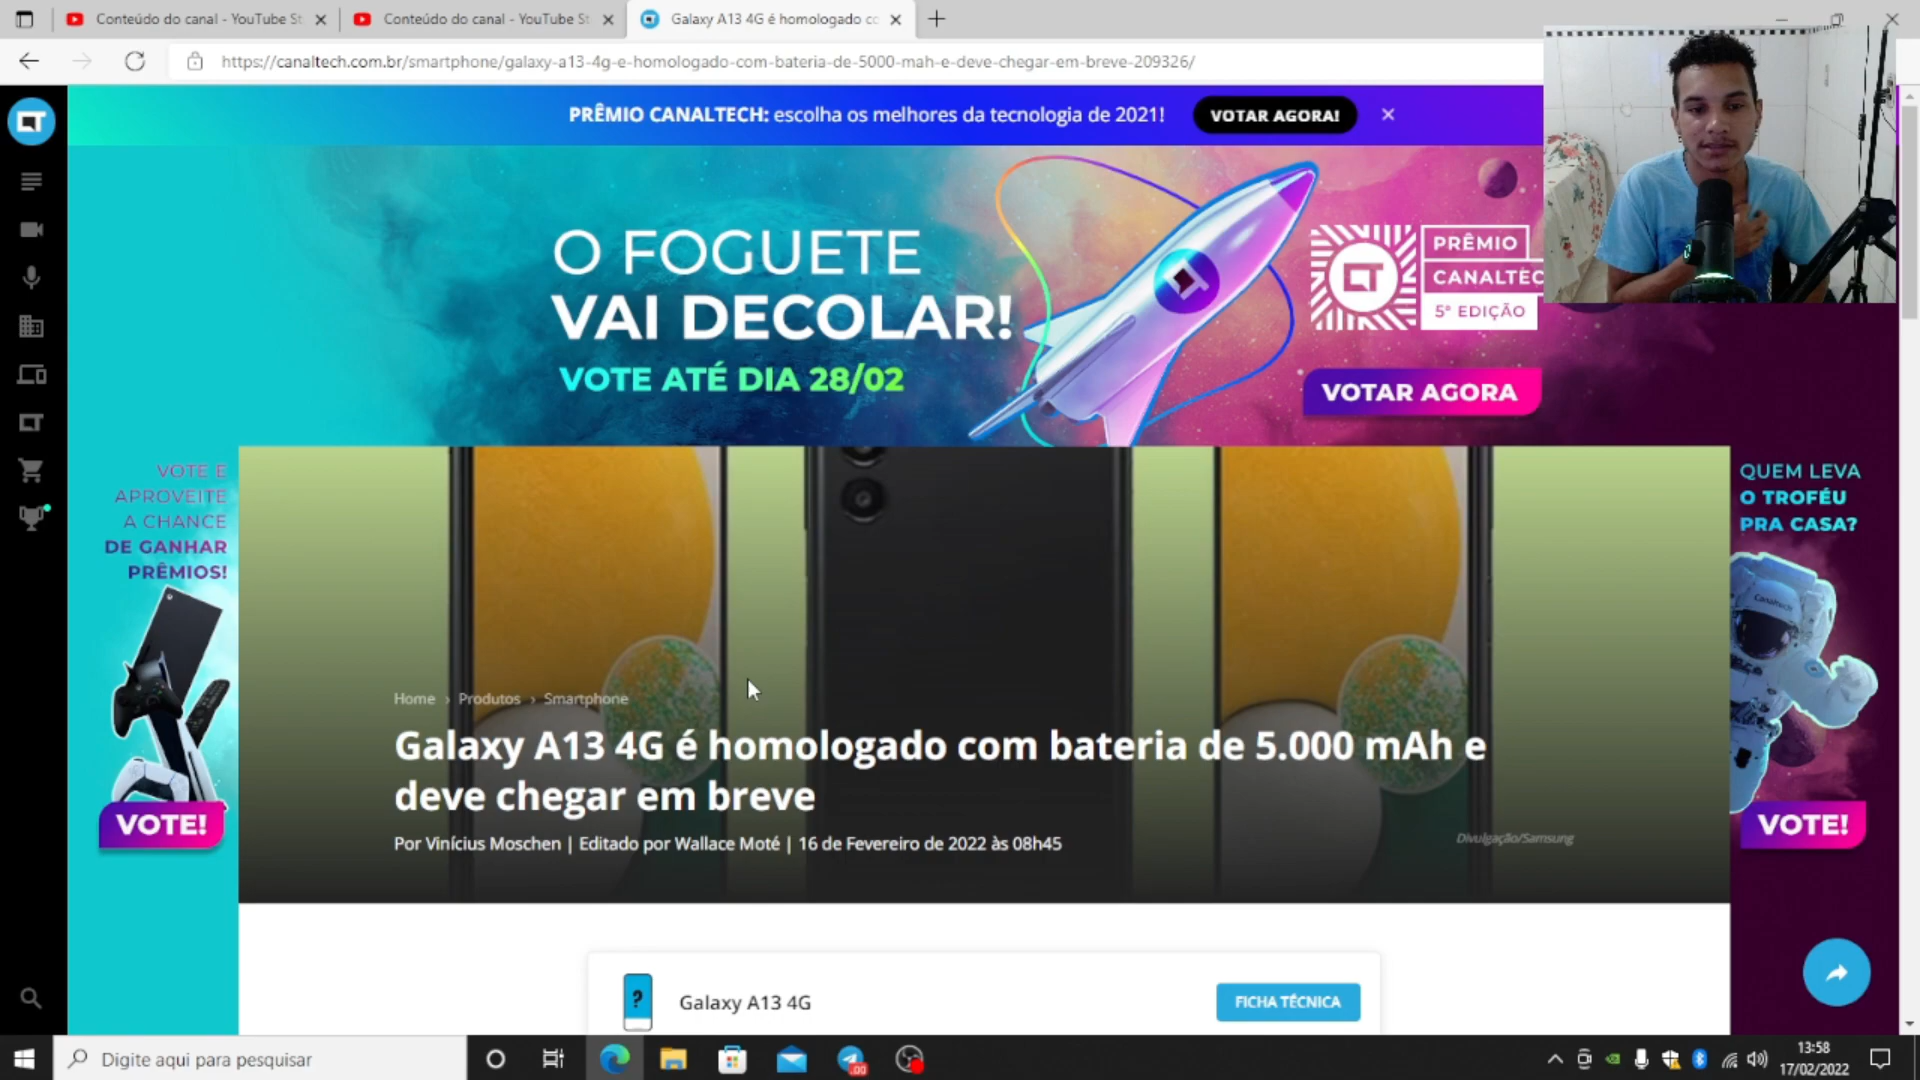 Conteúdo do canal - YouTube St
Conteúdo do canal - YouTube St
Galaxy A13 4G é homologado co
https://canaltech.com.br/smartphone/galaxy-a13-4g-e-homologado-com-bateria-de-5000-mah-e-deve-chegar-em-breve-209326/
PRÊMIO CANALTECH: escolha os melhores da tecnologia de 2021!
VOTAR AGORA!
O FOGUETE
VAI DECOLAR!
VOTE ATÉ DIA 28/02
PRÊMIO
CANALTEC
5ª EDIÇÃO
VOTAR AGORA
VOTE E
APROVEITE
A CHANCE
DE GANHAR
PRÊMIOS!
VOTE!
QUEM LEVA
O TROFÉU
PRA CASA?
Canaltech
VOTE!
Home › Produtos › Smartphone
Galaxy A13 4G é homologado com bateria de 5.000 mAh e
deve chegar em breve
Por Vinícius Moschen | Editado por Wallace Moté | 16 de Fevereiro de 2022 às 08h45
Divulgação/Samsung
Galaxy A13 4G
FICHA TÉCNICA
Digite aqui para pesquisar
.00
13:58
17/02/2022